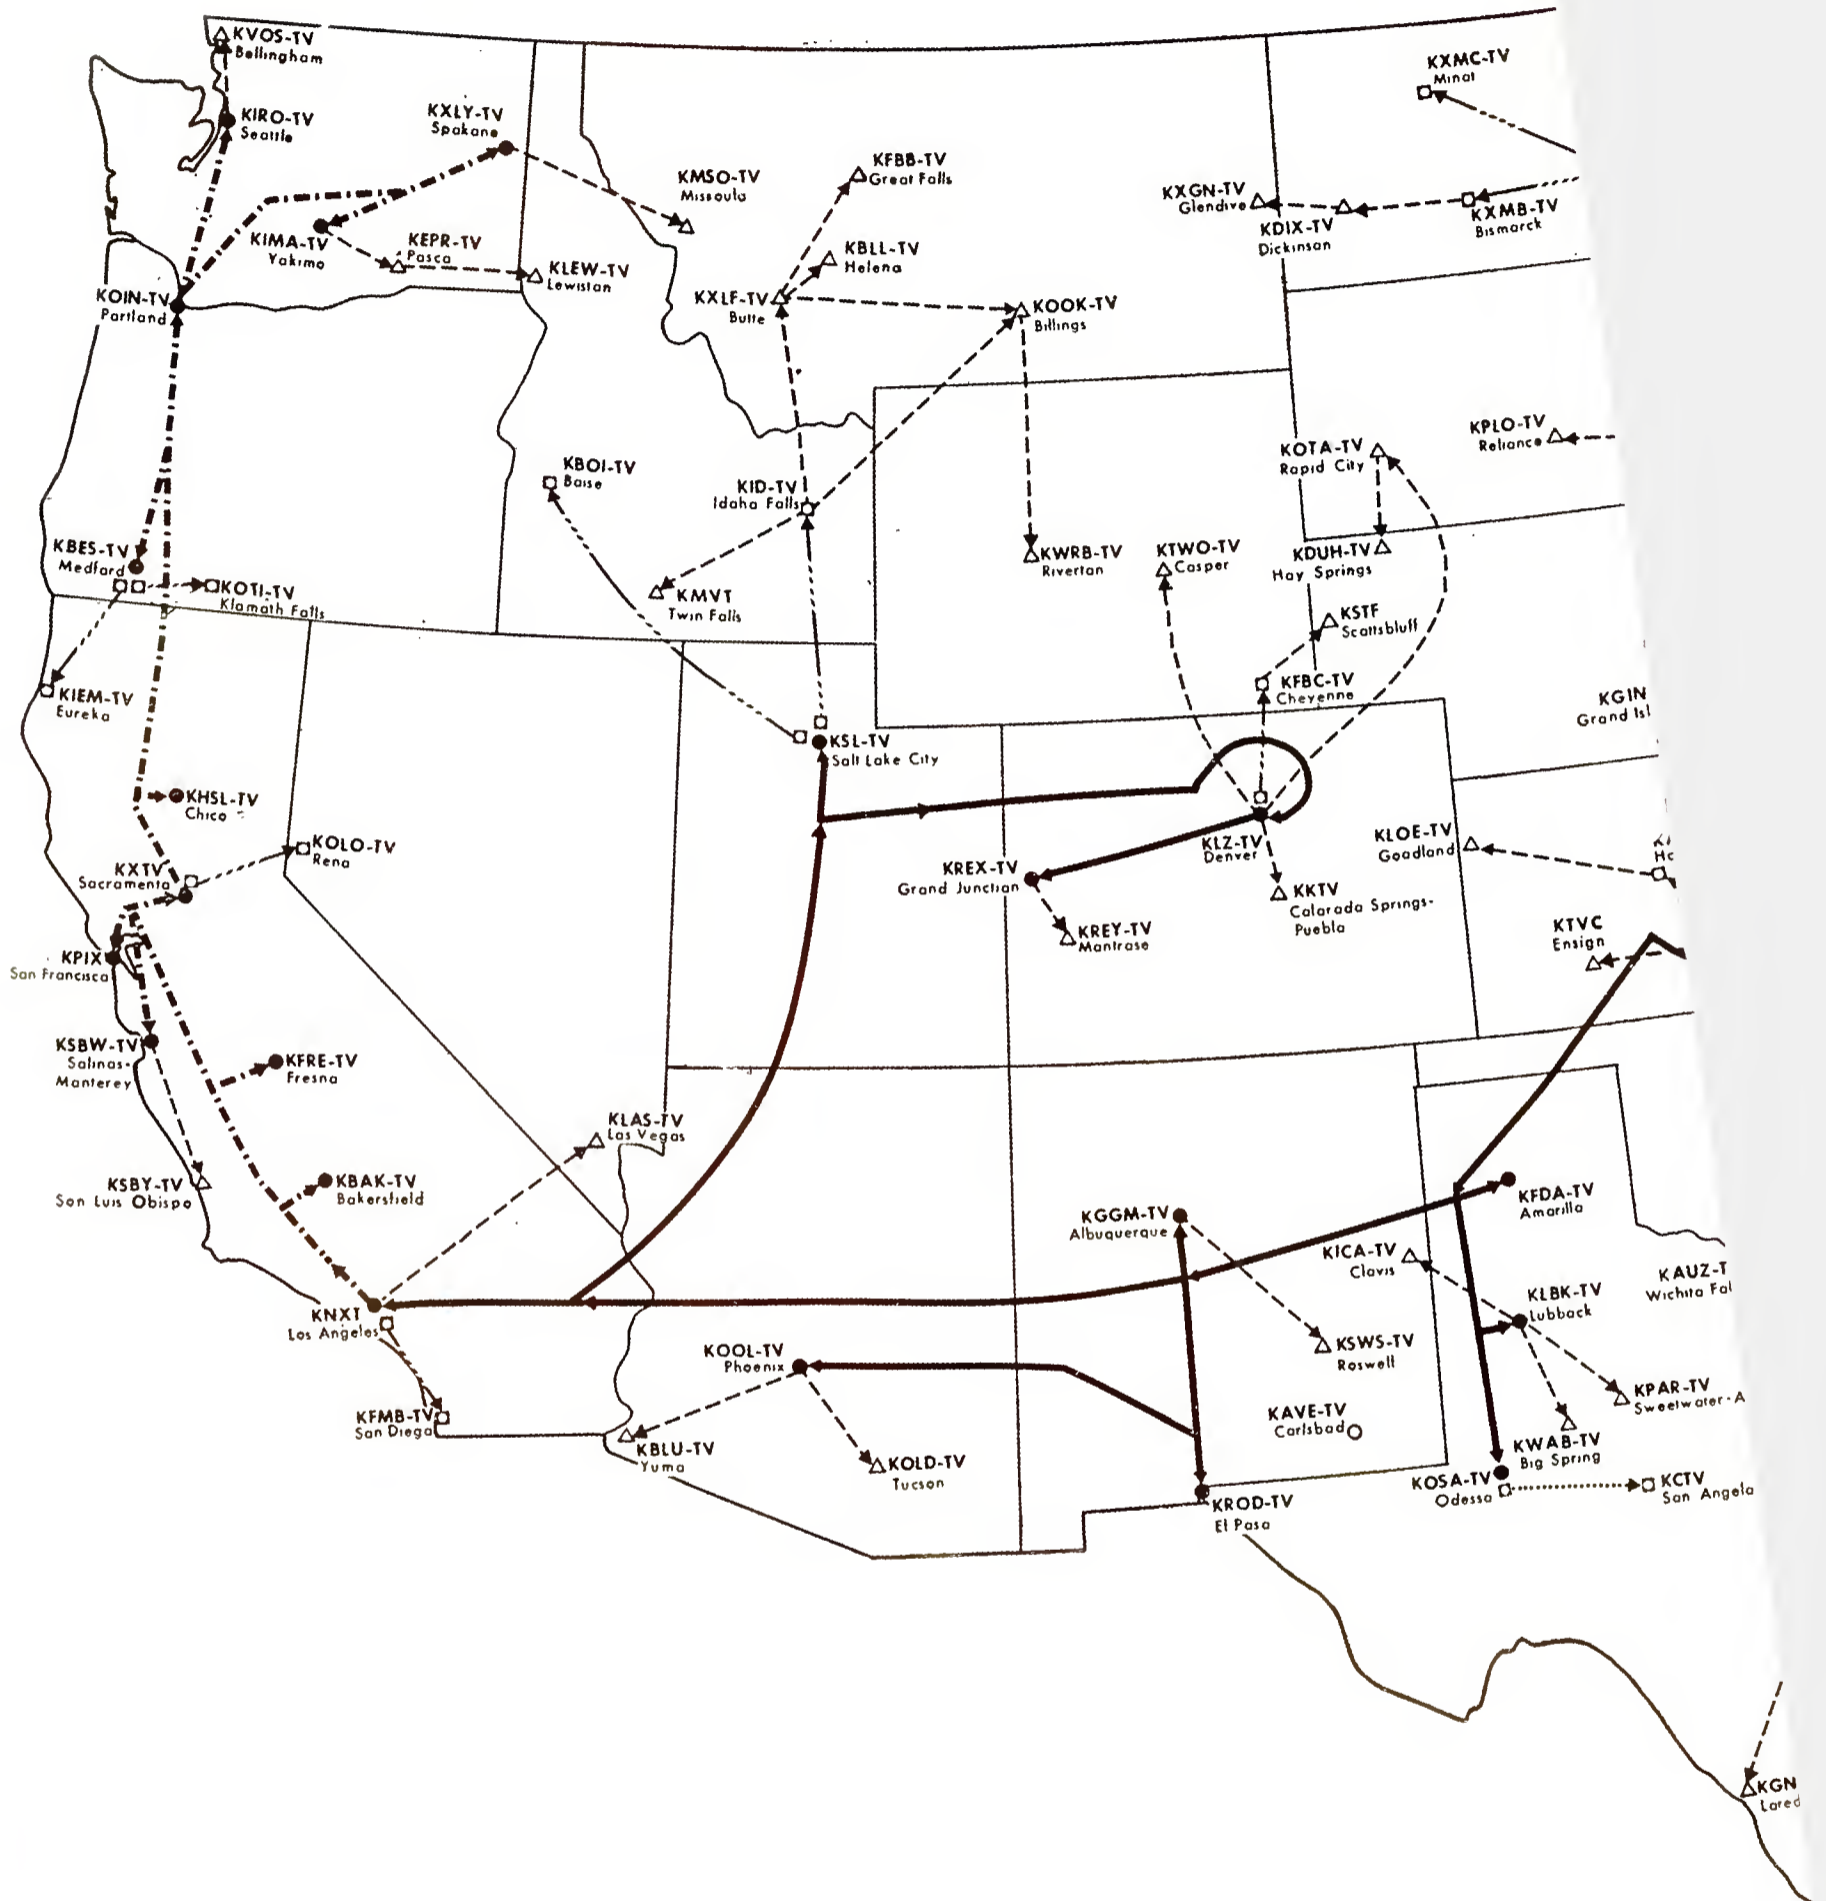 KVOS-TV
Bellingham
KIRO-TV
Seattle
KXLY-TV
Spokane
KMSO-TV
Missoula
KFBB-TV
Great Falls
KBLL-TV
Helena
KXMC-TV
Minot
KXGN-TV
Glendive
KDIX-TV
Dickinson
KXMB-TV
Bismarck
KIMA-TV
Yakima
KEPR-TV
Pasco
KLEW-TV
Lewiston
KOIN-TV
Portland
KXLF-TV
Butte
KOOK-TV
Billings
KBOI-TV
Boise
KID-TV
Idaho Falls
KOTA-TV
Rapid City
KPLO-TV
Reliance
KBES-TV
Medford
KOTI-TV
Klamath Falls
KMVT
Twin Falls
KWRB-TV
Riverton
KTWO-TV
Casper
KDUH-TV
Hay Springs
KSTF
Scottsbluff
KIEM-TV
Eureka
KFBC-TV
Cheyenne
KGIN
Grand Isl
KSL-TV
Salt Lake City
KHSL-TV
Chico
KOLO-TV
Reno
KXTV
Sacramento
KLZ-TV
Denver
KREX-TV
Grand Junction
KREY-TV
Montrose
KKTV
Colorado Springs-
Pueblo
KLOE-TV
Goodland
KTVC
Ensign
KPIX
San Francisco
KSBW-TV
Salinas-
Monterey
KFRE-TV
Fresno
KLAS-TV
Las Vegas
KSBY-TV
San Luis Obispo
KBAK-TV
Bakersfield
KGGM-TV
Albuquerque
KFDA-TV
Amarillo
KICA-TV
Clovis
KAUZ-T
Wichita Fal
KNXT
Los Angeles
KLBK-TV
Lubbock
KOOL-TV
Phoenix
KSWS-TV
Roswell
KPAR-TV
Sweetwater-A
KFMB-TV
San Diego
KBLU-TV
Yuma
KOLD-TV
Tucson
KAVE-TV
Carlsbad
KWAB-TV
Big Spring
KOSA-TV
Odessa
KCTV
San Angelo
KROD-TV
El Paso
KGN
Lared